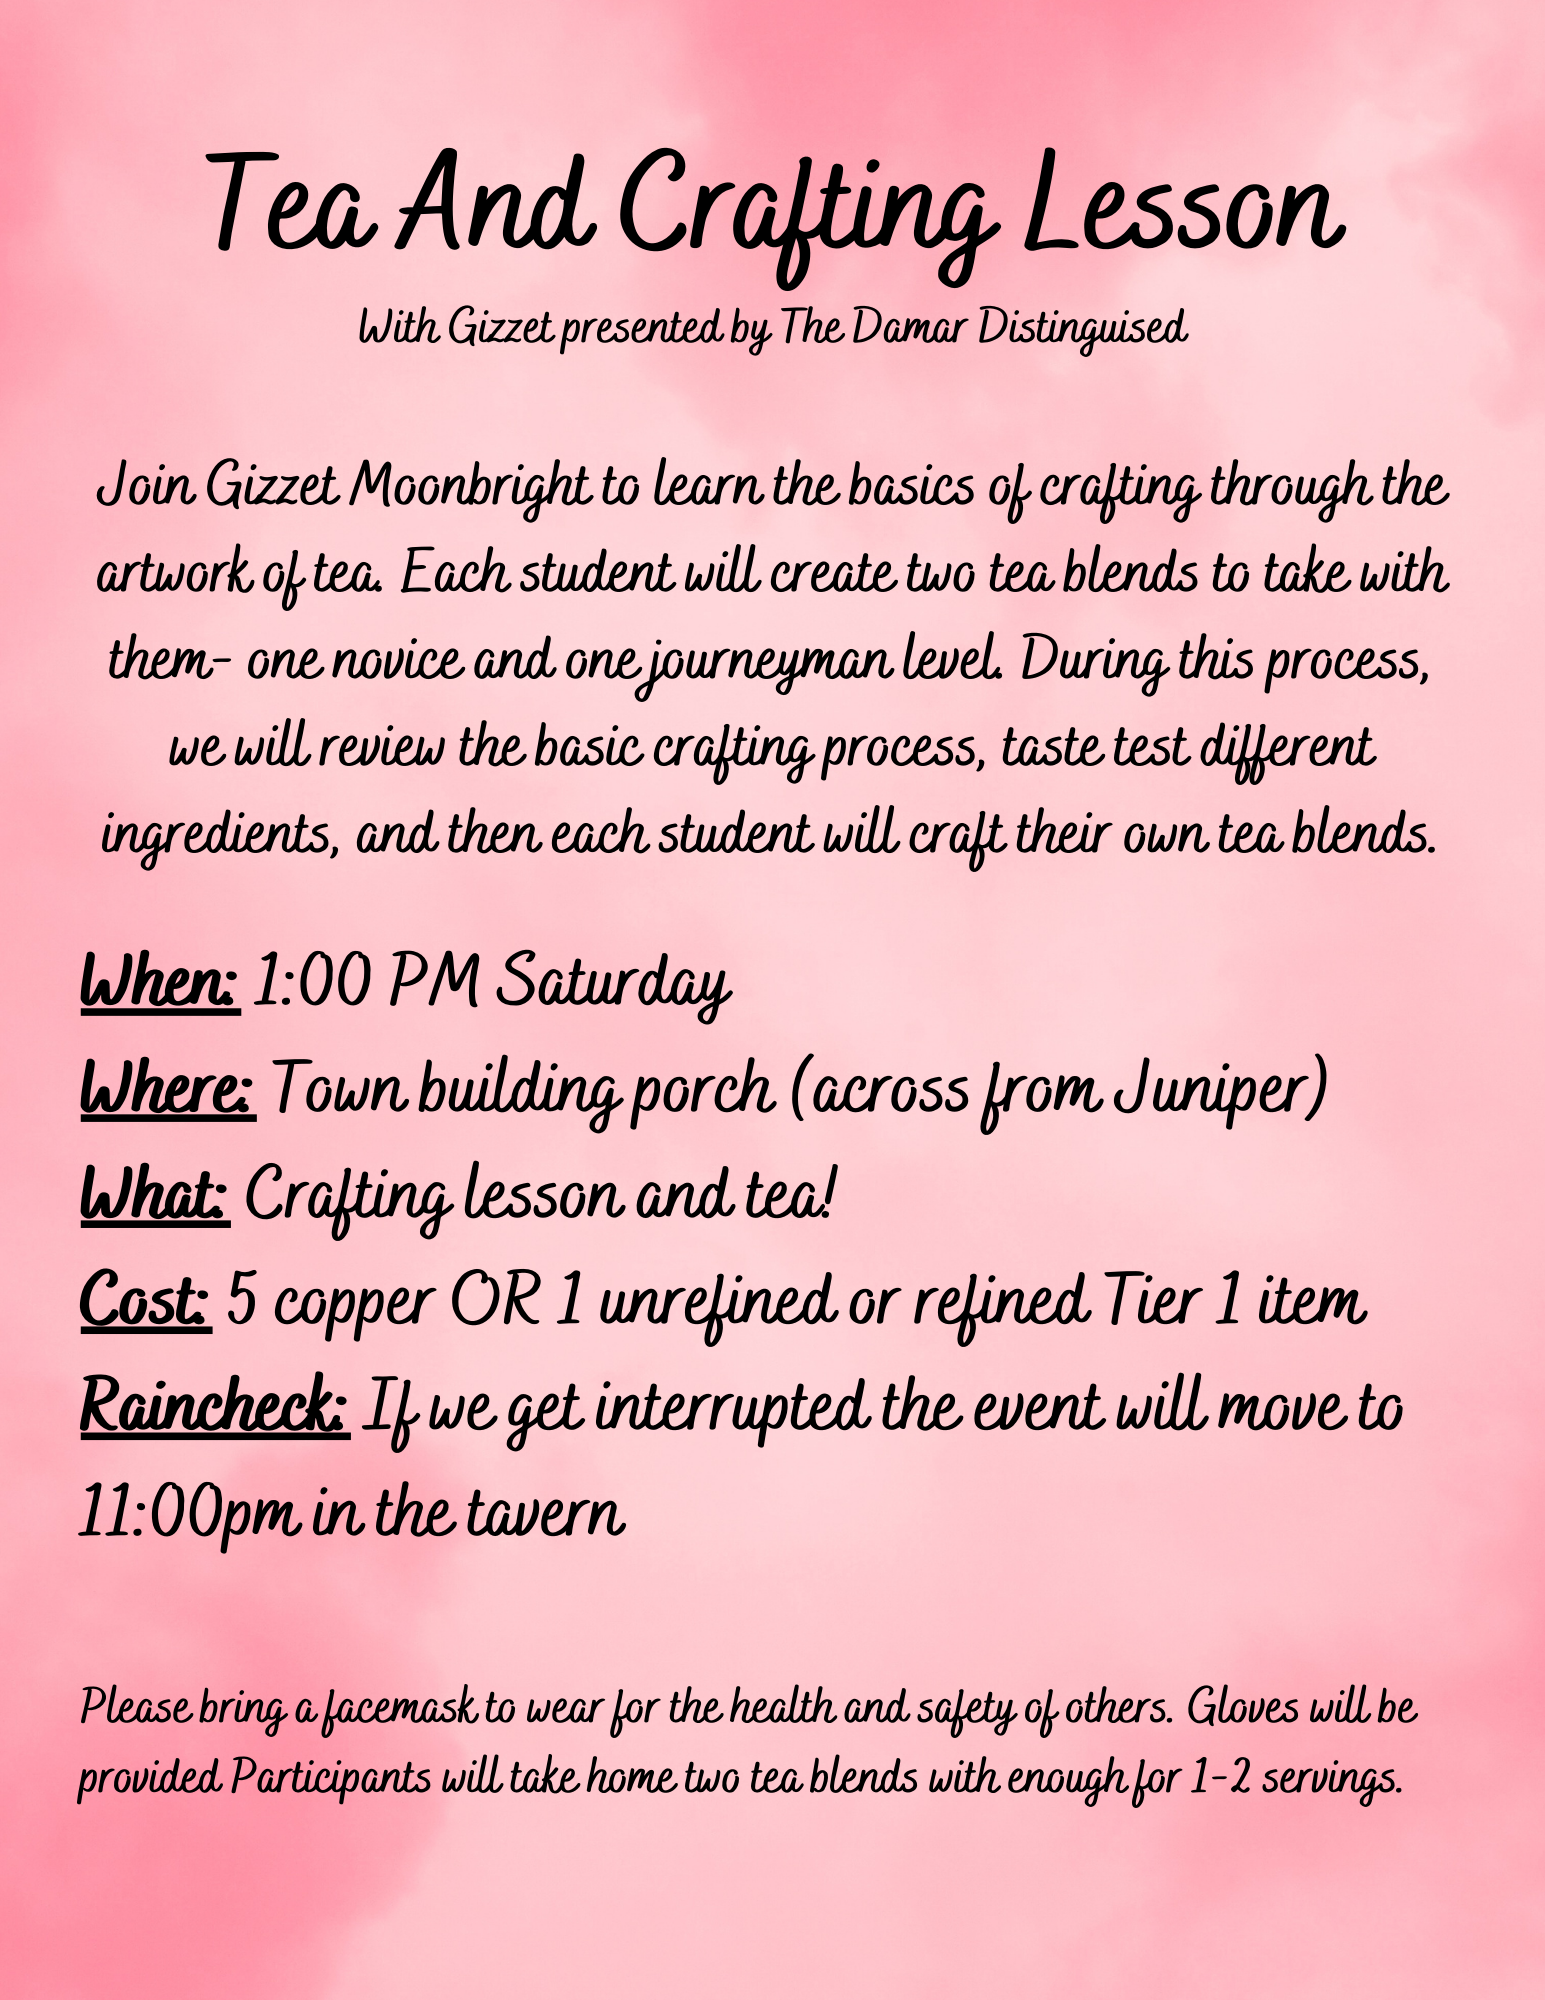 Tea And Crafting Lesson
With Gizzet presented by The Damar Distinguised
Join Gizzet Moonbright to learn the basics of crafting through the
artwork of tea. Each student will create two tea blends to take with
them- one novice and one journeyman level. During this process,
we will review the basic crafting process, taste test different
ingredients, and then each student will craft their own tea blends.
When: 1:00 PM Saturday
Where: Town building porch (across from Juniper)
What: Crafting lesson and tea!
Cost: 5 copper OR 1 unrefined or refined Tier 1 item
Raincheck: If we get interrupted the event will move to
11:00pm in the tavern
Please bring a facemask to wear for the health and safety of others. Gloves will be
provided Participants will take home two tea blends with enough for 1-2 servings.